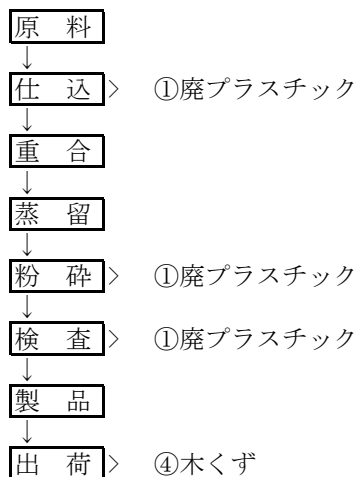 原　料
↓
仕　込 >　①廃プラスチック
↓
重　合
↓
蒸　留
↓
粉　砕 >　①廃プラスチック
↓
検　査 >　①廃プラスチック
↓
製　品
↓
出　荷 >　④木くず